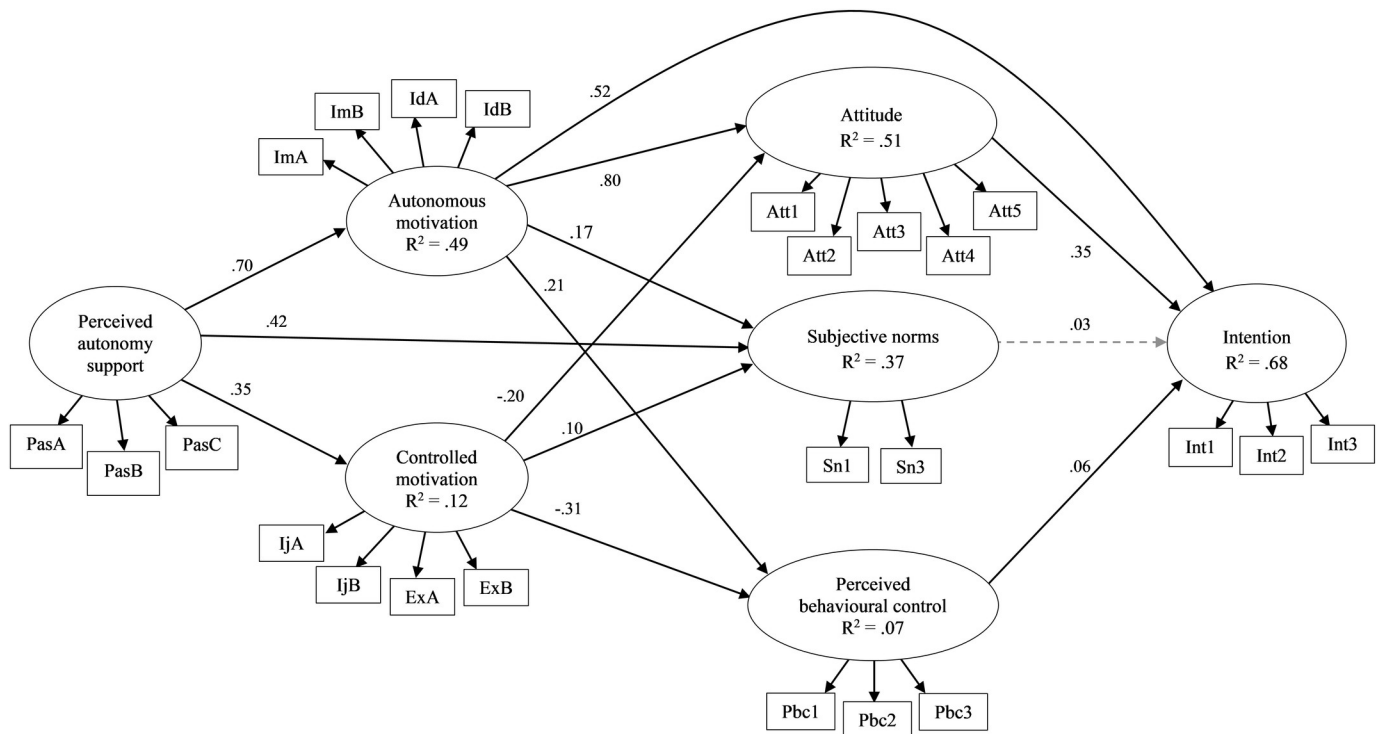 .52
IdA
IdB
ImB
ImA
Attitude
R² = .51
Autonomous
motivation
R² = .49
.80
Att1
Att2
Att3
Att4
Att5
.17
.35
.70
.21
Perceived
autonomy
support
.42
Subjective norms
R² = .37
.03
Intention
R² = .68
.35
-.20
.10
PasA
PasB
PasC
Controlled
motivation
R² = .12
Sn1
Sn3
Int1
Int2
Int3
.06
-.31
IjA
IjB
ExA
ExB
Perceived
behavioural control
R² = .07
Pbc1
Pbc2
Pbc3